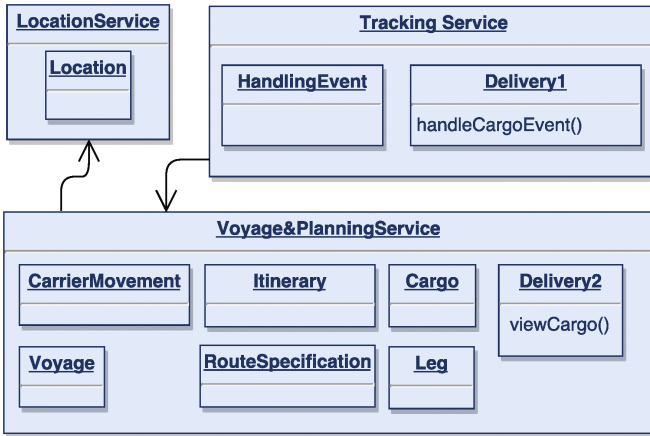 LocationService
Location
Tracking Service
HandlingEvent
Delivery1
handleCargoEvent()
Voyage&PlanningService
CarrierMovement
Itinerary
Cargo
Delivery2
viewCargo()
Voyage
RouteSpecification
Leg